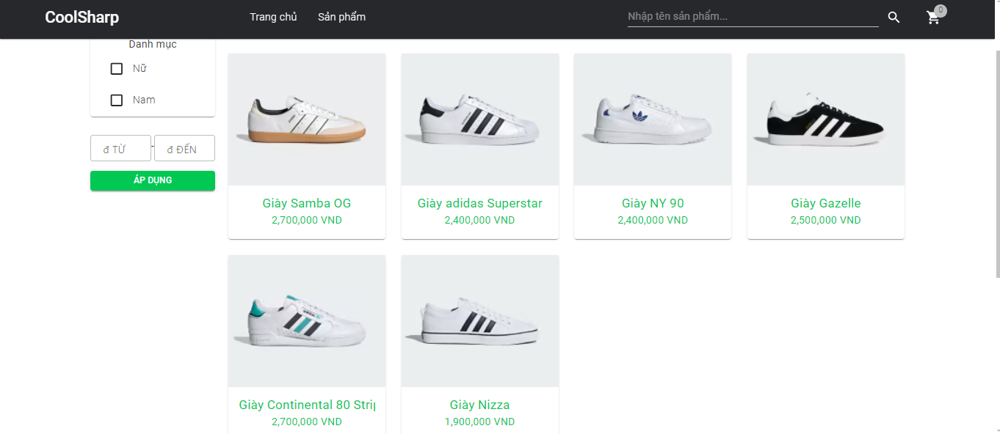 CoolSharp
Trang chủ
Sản phẩm
Nhập tên sản phẩm...
0
Danh mục
Nữ
Nam
đ TỪ
-
đ ĐẾN
ÁP DỤNG
Giày Samba OG
2,700,000 VND
Giày adidas Superstar
2,400,000 VND
Giày NY 90
2,400,000 VND
Giày Gazelle
2,500,000 VND
Giày Continental 80 Strip
2,700,000 VND
Giày Nizza
1,900,000 VND